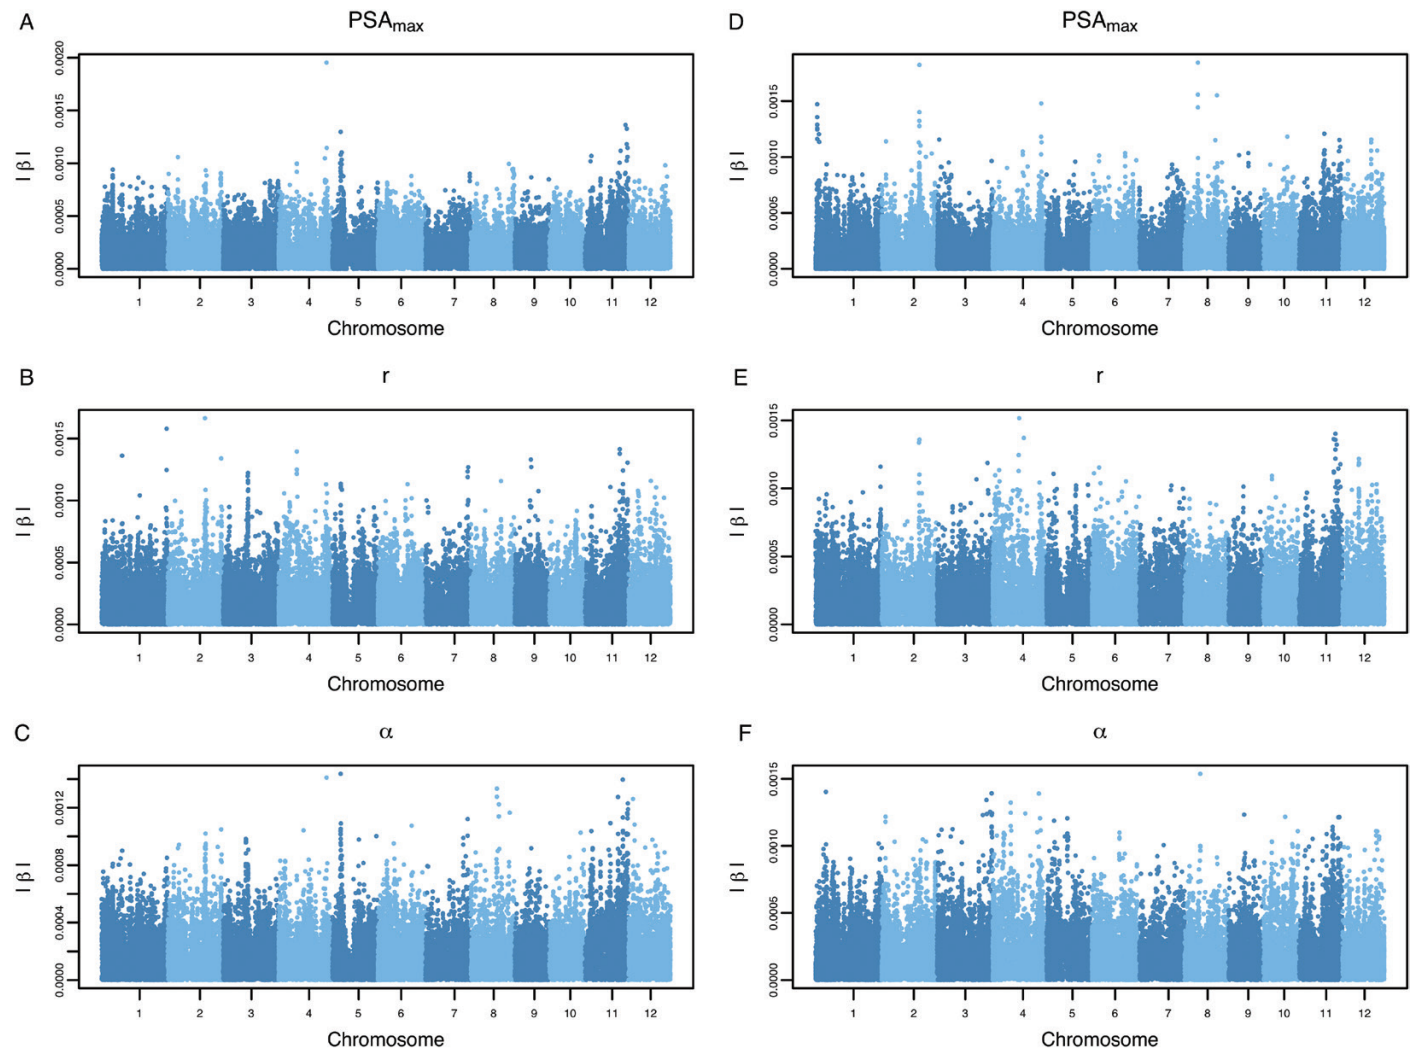 A
PSAmax
| β |
0.0020
0.0015
0.0010
0.0005
0.0000
1 2 3 4 5 6 7 8 9 10 11 12
Chromosome
D
PSAmax
| β |
0.0015
0.0010
0.0005
0.0000
1 2 3 4 5 6 7 8 9 10 11 12
Chromosome
B
r
| β |
0.0015
0.0010
0.0005
0.0000
1 2 3 4 5 6 7 8 9 10 11 12
Chromosome
E
r
| β |
0.0015
0.0010
0.0005
0.0000
1 2 3 4 5 6 7 8 9 10 11 12
Chromosome
C
α
| β |
0.0012
0.0008
0.0004
0.0000
1 2 3 4 5 6 7 8 9 10 11 12
Chromosome
F
α
| β |
0.0015
0.0010
0.0005
0.0000
1 2 3 4 5 6 7 8 9 10 11 12
Chromosome